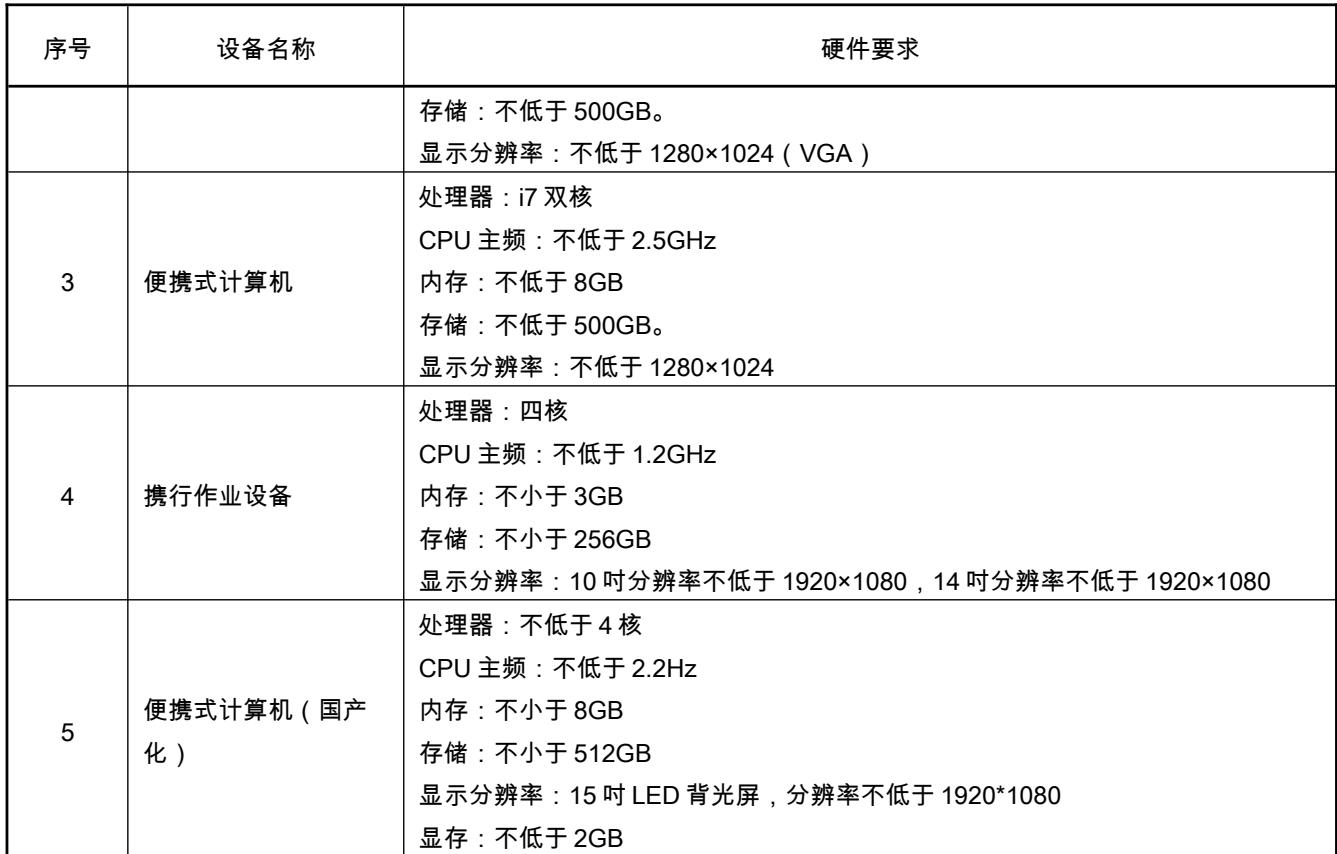 序号 设备名称 硬件要求
存储：不低于 500GB。
显示分辨率：不低于 1280×1024（VGA）
3 便携式计算机 处理器：i7 双核
CPU 主频：不低于 2.5GHz
内存：不低于 8GB
存储：不低于 500GB。
显示分辨率：不低于 1280×1024
4 携行作业设备 处理器：四核
CPU 主频：不低于 1.2GHz
内存：不小于 3GB
存储：不小于 256GB
显示分辨率：10 吋分辨率不低于 1920×1080，14 吋分辨率不低于 1920×1080
5 便携式计算机（国产
化） 处理器：不低于 4 核
CPU 主频：不低于 2.2Hz
内存：不小于 8GB
存储：不小于 512GB
显示分辨率：15 吋 LED 背光屏，分辨率不低于 1920*1080
显存：不低于 2GB